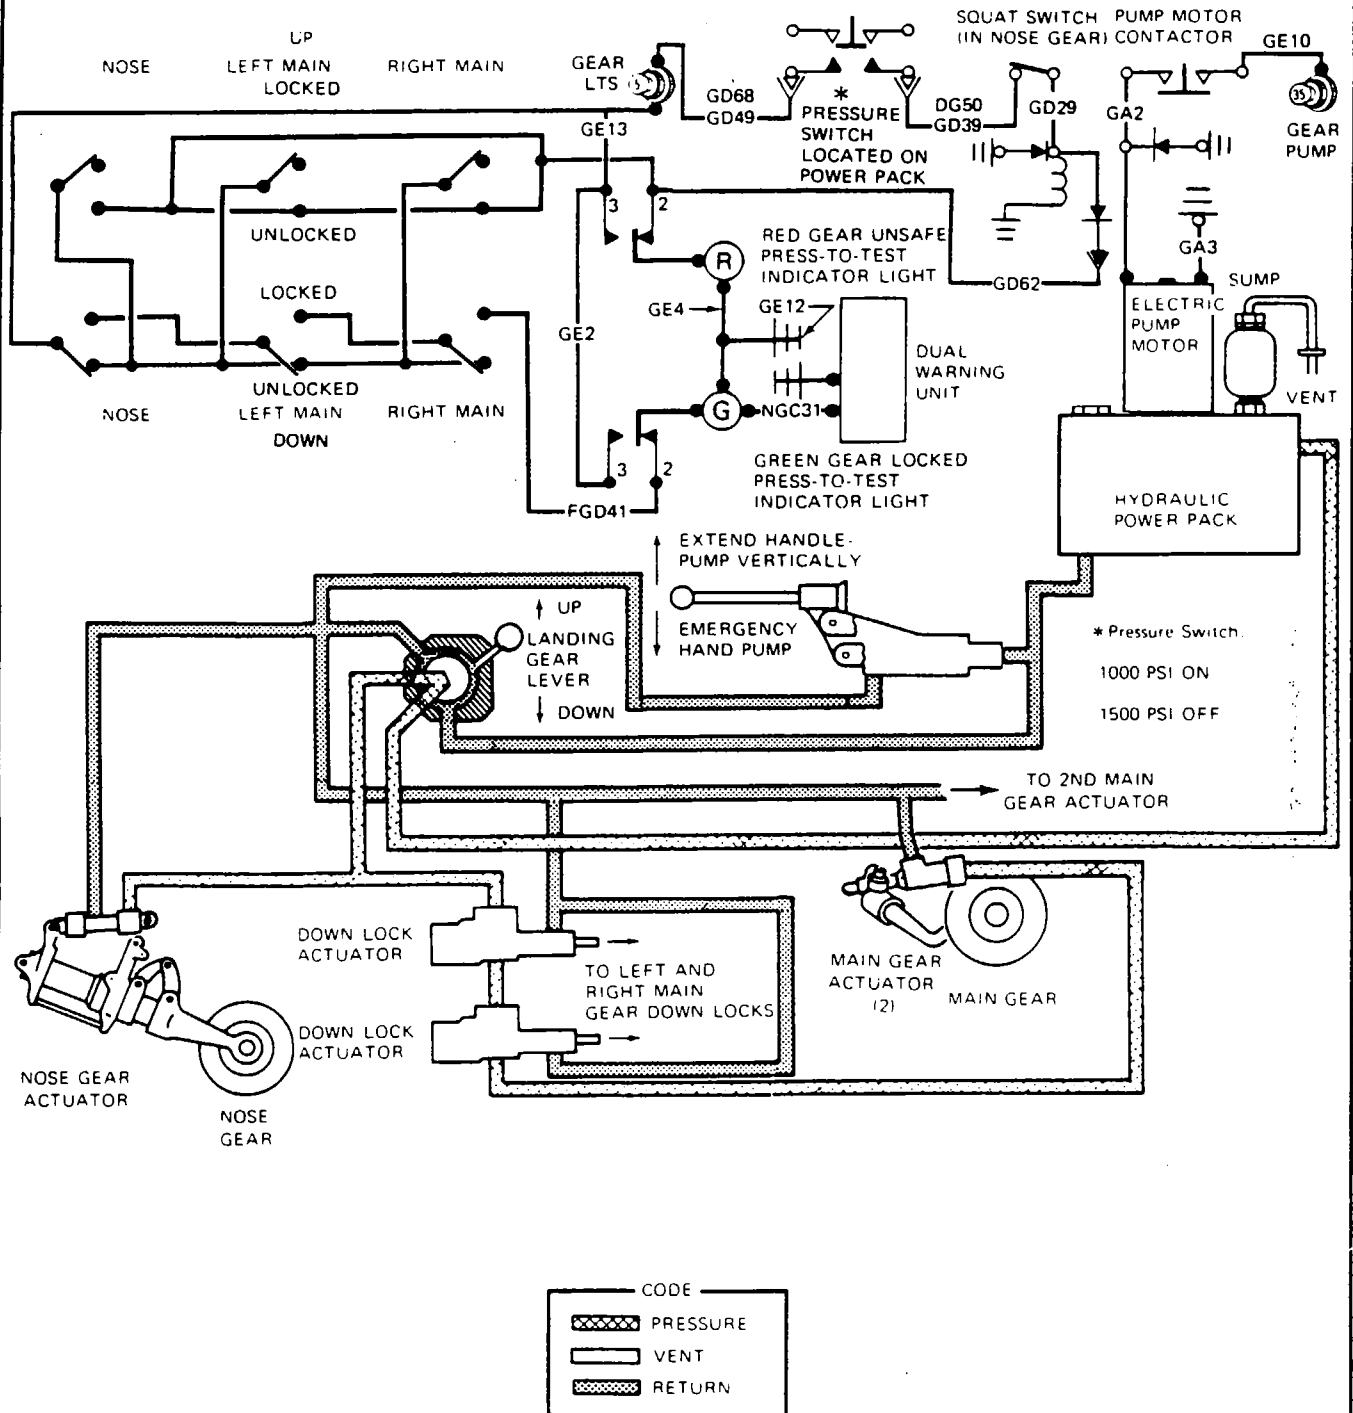 UP
NOSE
LEFT MAIN
RIGHT MAIN
LOCKED
GEAR
LTS
5
GD68
GD49
*
PRESSURE
SWITCH
LOCATED ON
POWER PACK
SQUAT SWITCH
(IN NOSE GEAR)
PUMP MOTOR
CONTACTOR
GE10
35
GEAR
PUMP
DG50
GD39
GD29
GA2
GE13
3
2
UNLOCKED
R
RED GEAR UNSAFE
PRESS-TO-TEST
INDICATOR LIGHT
GD62
GA3
SUMP
ELECTRIC
PUMP
MOTOR
VENT
LOCKED
GE2
GE4
GE12
DUAL
WARNING
UNIT
G
NGC31
UNLOCKED
NOSE
LEFT MAIN
RIGHT MAIN
DOWN
3
2
FGD41
GREEN GEAR LOCKED
PRESS-TO-TEST
INDICATOR LIGHT
HYDRAULIC
POWER PACK
EXTEND HANDLE-
PUMP VERTICALLY
EMERGENCY
HAND PUMP
UP
LANDING
GEAR
LEVER
DOWN
* Pressure Switch
1000 PSI ON
1500 PSI OFF
TO 2ND MAIN
GEAR ACTUATOR
DOWN LOCK
ACTUATOR
TO LEFT AND
RIGHT MAIN
GEAR DOWN LOCKS
DOWN LOCK
ACTUATOR
MAIN GEAR
ACTUATOR
(2)
MAIN GEAR
NOSE GEAR
ACTUATOR
NOSE
GEAR
CODE
PRESSURE
VENT
RETURN